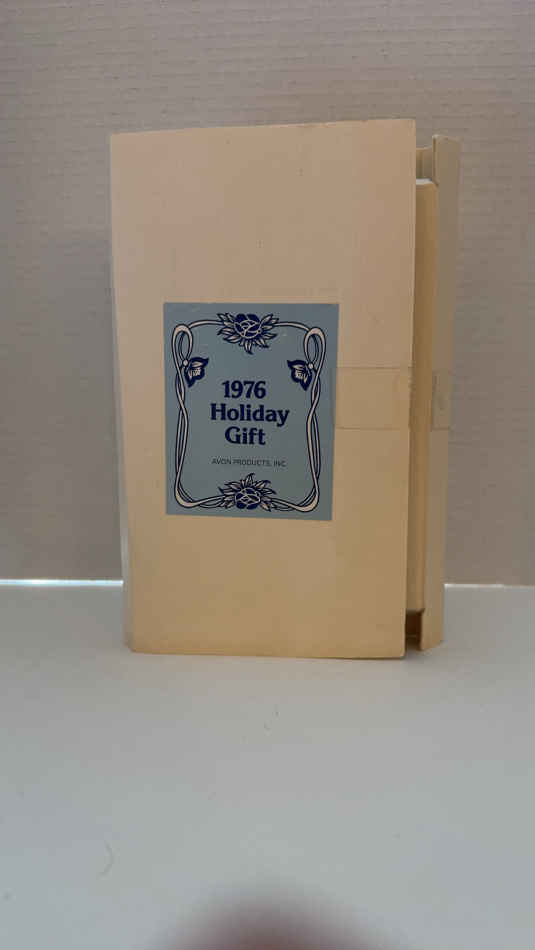 1976
Holiday
Gift
AVON PRODUCTS, INC.